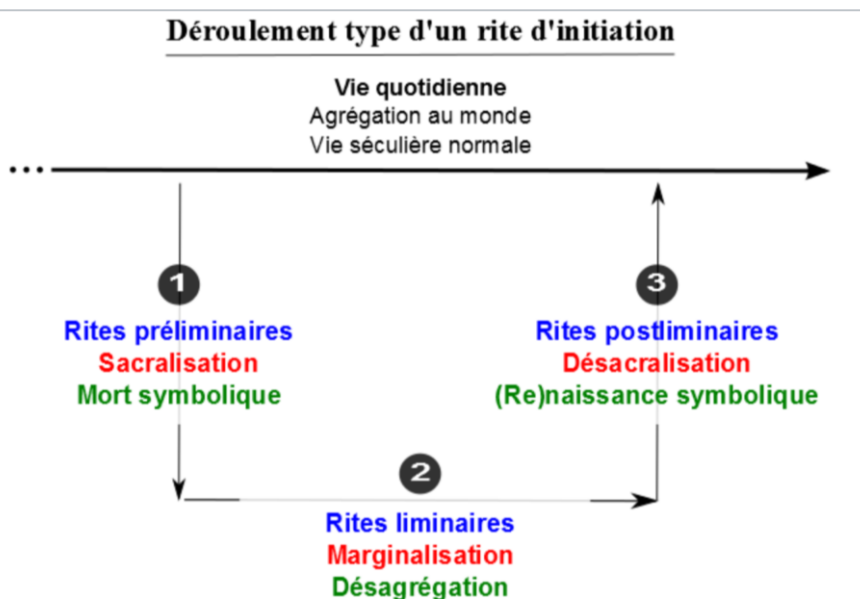 Déroulement type d'un rite d'initiation
Vie quotidienne
Agrégation au monde
Vie séculière normale
...
1
Rites préliminaires
Sacralisation
Mort symbolique
2
Rites liminaires
Marginalisation
Désagrégation
3
Rites postliminaires
Désacralisation
(Re)naissance symbolique